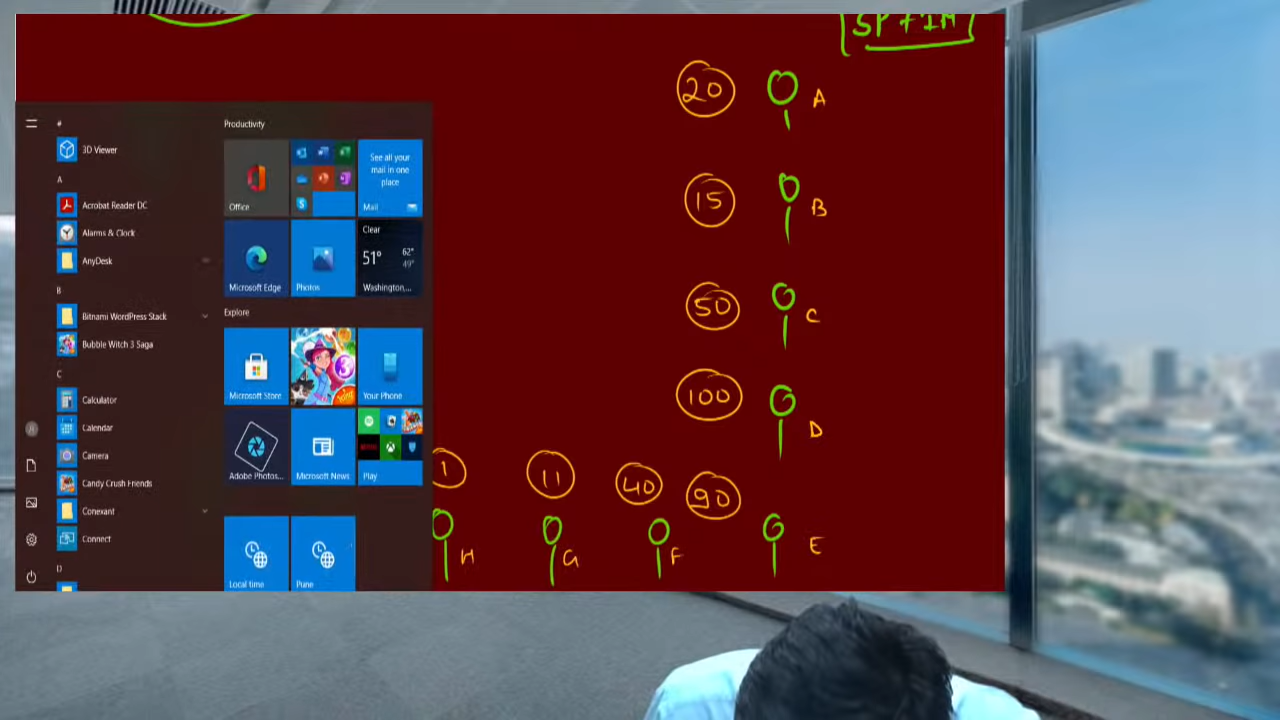 SP + 1M
20 A
15 B
50 C
100 D
1 11 40 90
H G F E
#
3D Viewer
A
Acrobat Reader DC
Alarms & Clock
AnyDesk
B
Bitnami WordPress Stack
Bubble Witch 3 Saga
C
Calculator
Calendar
Camera
Candy Crush Friends
Conexant
Connect
D
Productivity
Office
See all your
mail in one
place
Mail
Microsoft Edge
Photos
Clear
51° 62°
49°
Washington,...
Explore
Microsoft Store
3
Your Phone
Adobe Photos...
Microsoft News
Play
Local time
Pune